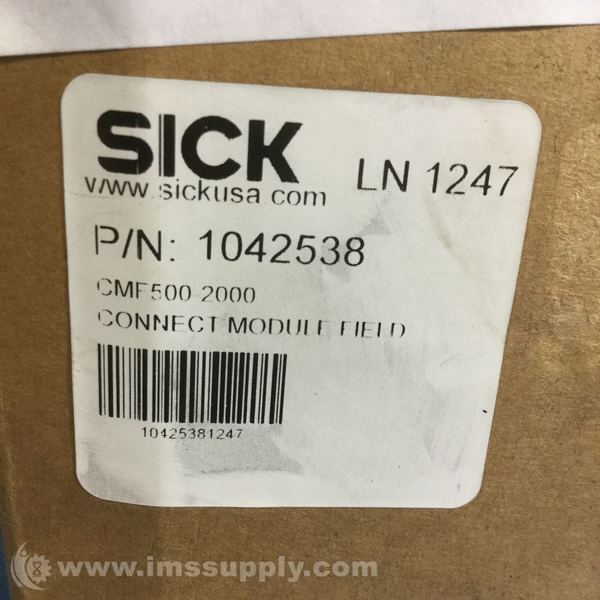 SICK
www.sickusa.com
LN 1247
P/N: 1042538
CMF500-2000
CONNECT MODULE FIELD
10425381247
www.imssupply.com